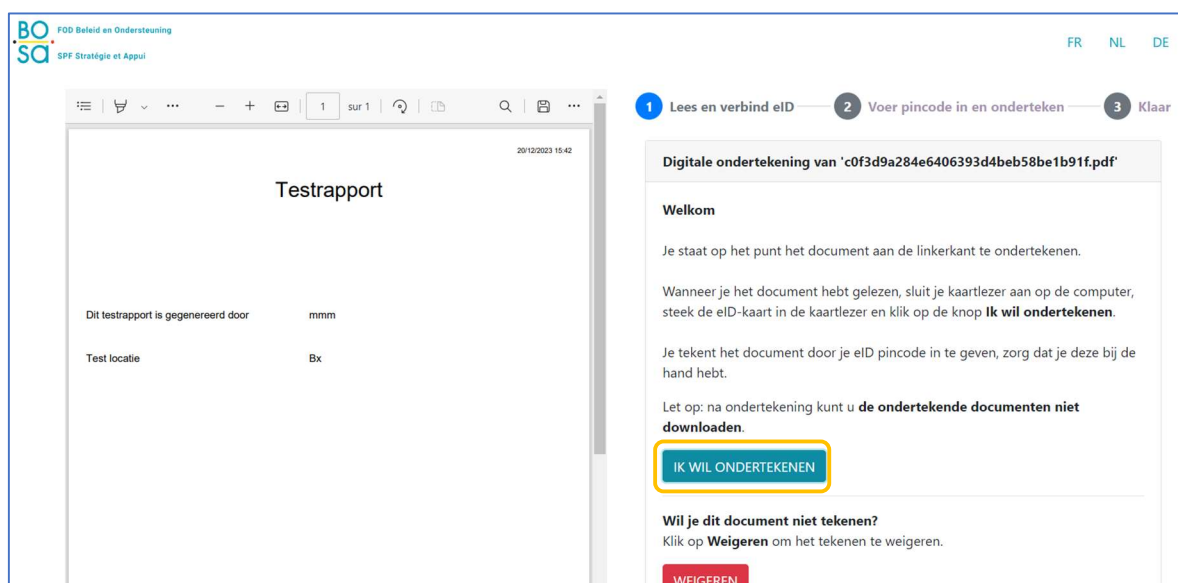 BO
SA
FOD Beleid en Ondersteuning
SPF Stratégie et Appui
FR NL DE
1 sur 1
20/12/2023 15:42
Testrapport
Dit testrapport is gegenereerd door mmm
Test locatie Bx
1 Lees en verbind eID 2 Voer pincode in en onderteken 3 Klaar
Digitale ondertekening van 'c0f3d9a284e6406393d4beb58be1b91f.pdf'
Welkom
Je staat op het punt het document aan de linkerkant te ondertekenen.
Wanneer je het document hebt gelezen, sluit je kaartlezer aan op de computer,
steek de eID-kaart in de kaartlezer en klik op de knop Ik wil ondertekenen.
Je tekent het document door je eID pincode in te geven, zorg dat je deze bij de
hand hebt.
Let op: na ondertekening kunt u de ondertekende documenten niet
downloaden.
IK WIL ONDERTEKENEN
Wil je dit document niet tekenen?
Klik op Weigeren om het tekenen te weigeren.
WEIGEREN